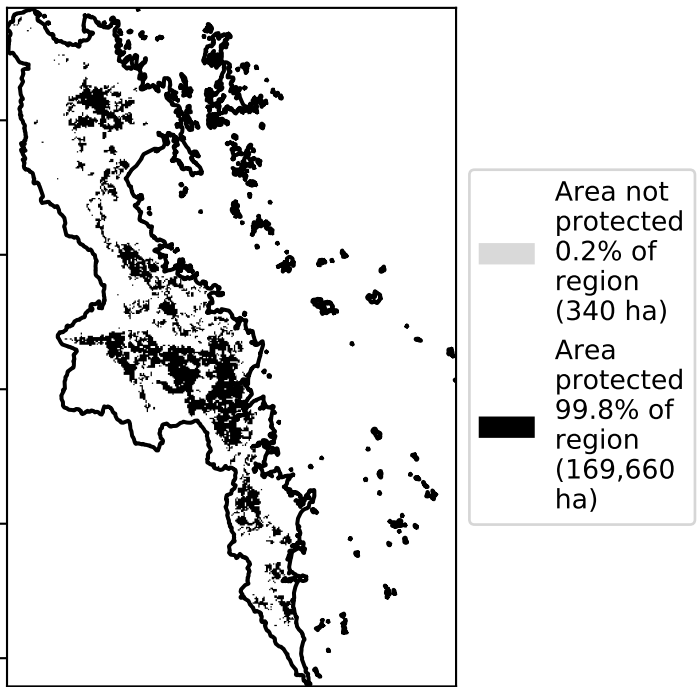 Area not
protected
0.2% of
region
(340 ha)
Area
protected
99.8% of
region
(169,660
ha)